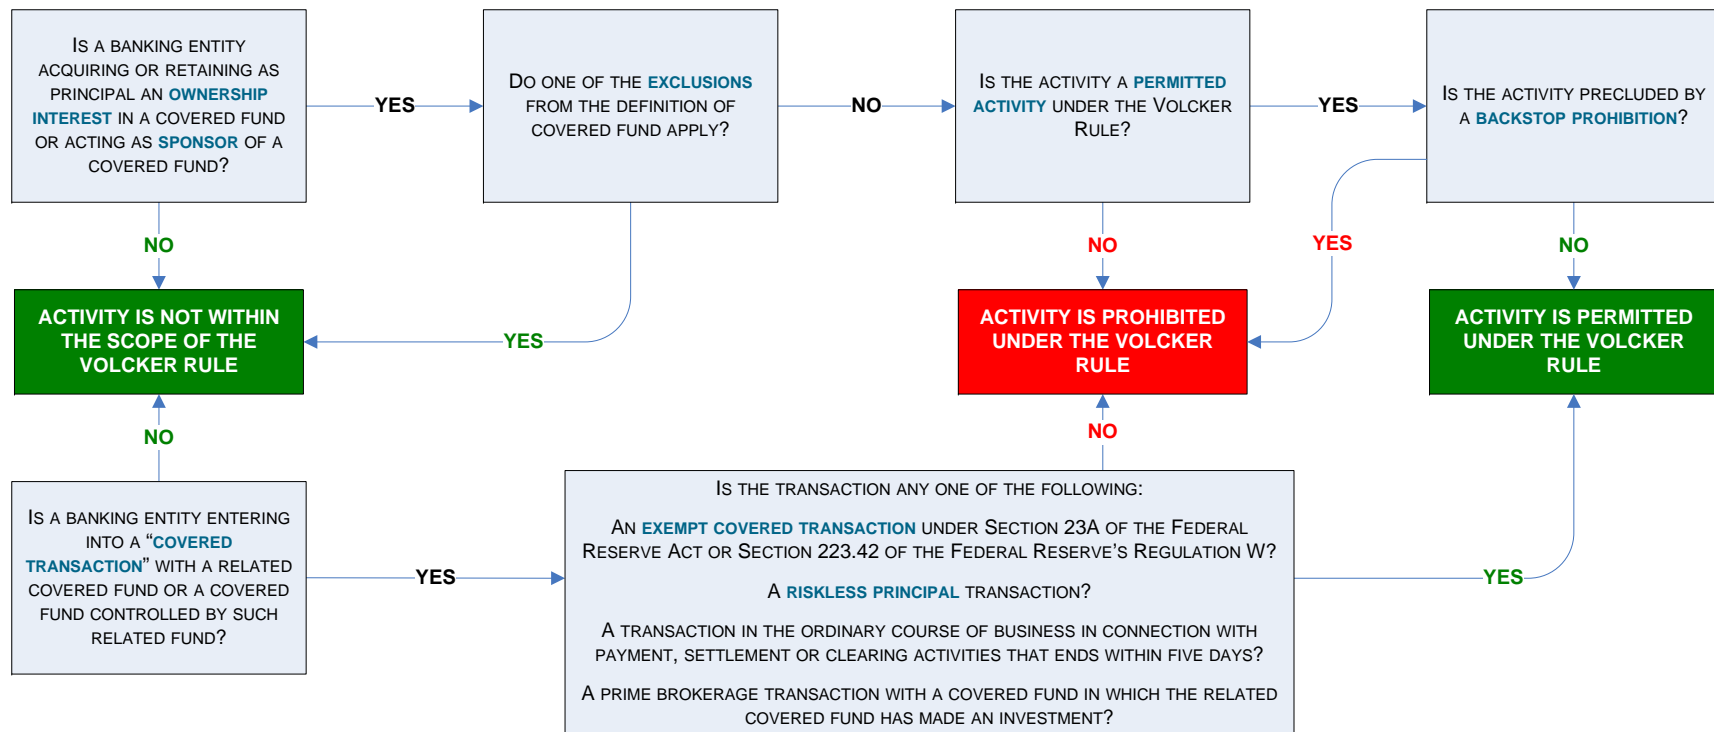 IS A BANKING ENTITY
ACQUIRING OR RETAINING AS
PRINCIPAL AN OWNERSHIP
INTEREST IN A COVERED FUND
OR ACTING AS SPONSOR OF A
COVERED FUND?
YES
DO ONE OF THE EXCLUSIONS
FROM THE DEFINITION OF
COVERED FUND APPLY?
NO
IS THE ACTIVITY A PERMITTED
ACTIVITY UNDER THE VOLCKER
RULE?
YES
IS THE ACTIVITY PRECLUDED BY
A BACKSTOP PROHIBITION?
NO
YES
NO
YES
NO
ACTIVITY IS NOT WITHIN
THE SCOPE OF THE
VOLCKER RULE
ACTIVITY IS PROHIBITED
UNDER THE VOLCKER
RULE
ACTIVITY IS PERMITTED
UNDER THE VOLCKER
RULE
NO
NO
IS A BANKING ENTITY ENTERING
INTO A “COVERED
TRANSACTION” WITH A RELATED
COVERED FUND OR A COVERED
FUND CONTROLLED BY SUCH
RELATED FUND?
YES
IS THE TRANSACTION ANY ONE OF THE FOLLOWING:
AN EXEMPT COVERED TRANSACTION UNDER SECTION 23A OF THE FEDERAL
RESERVE ACT OR SECTION 223.42 OF THE FEDERAL RESERVE’S REGULATION W?
A RISKLESS PRINCIPAL TRANSACTION?
A TRANSACTION IN THE ORDINARY COURSE OF BUSINESS IN CONNECTION WITH
PAYMENT, SETTLEMENT OR CLEARING ACTIVITIES THAT ENDS WITHIN FIVE DAYS?
A PRIME BROKERAGE TRANSACTION WITH A COVERED FUND IN WHICH THE RELATED
COVERED FUND HAS MADE AN INVESTMENT?
YES